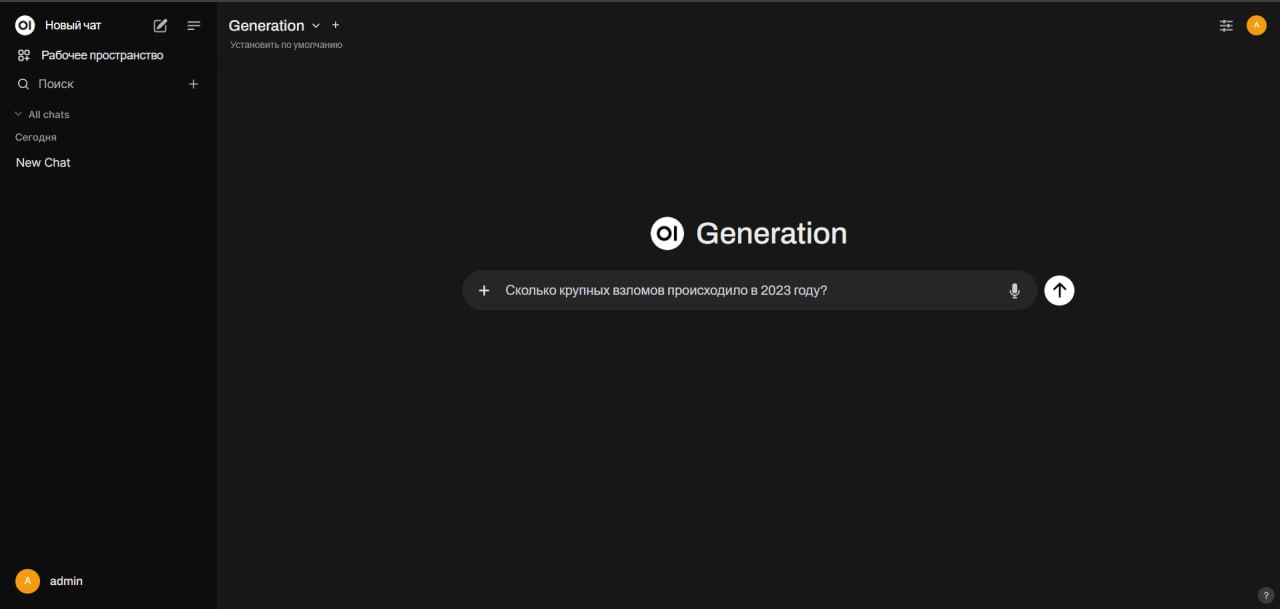 OI Новый чат
Рабочее пространство
Поиск
All chats
Сегодня
New Chat
A admin
Generation
Установить по умолчанию
A
OI Generation
Сколько крупных взломов происходило в 2023 году?
?